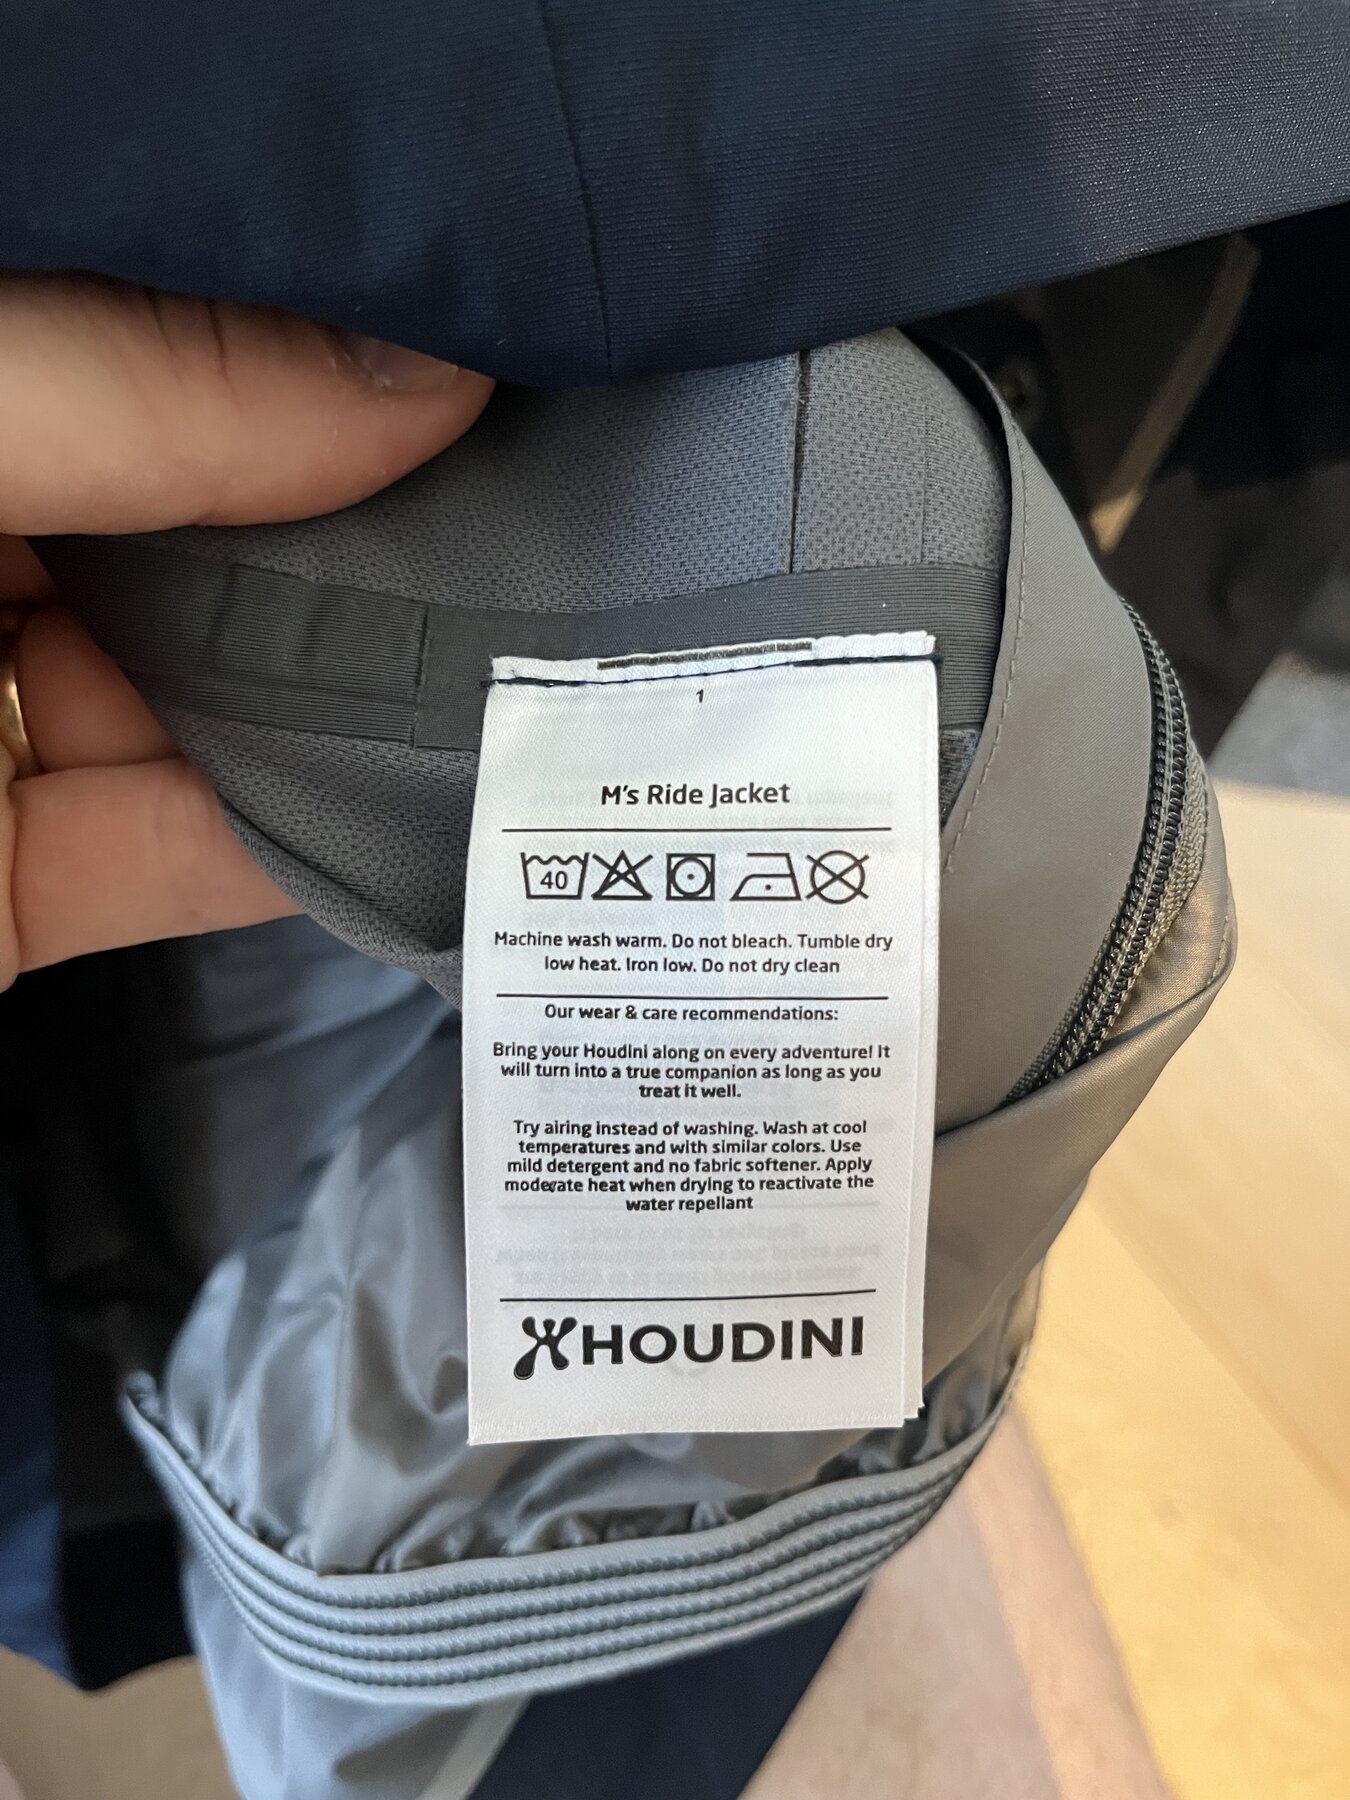 1
M's Ride Jacket
40
Machine wash warm. Do not bleach. Tumble dry
low heat. Iron low. Do not dry clean
Our wear & care recommendations:
Bring your Houdini along on every adventure! It
will turn into a true companion as long as you
treat it well.
Try airing instead of washing. Wash at cool
temperatures and with similar colors. Use
mild detergent and no fabric softener. Apply
moderate heat when drying to reactivate the
water repellant
HOUDINI